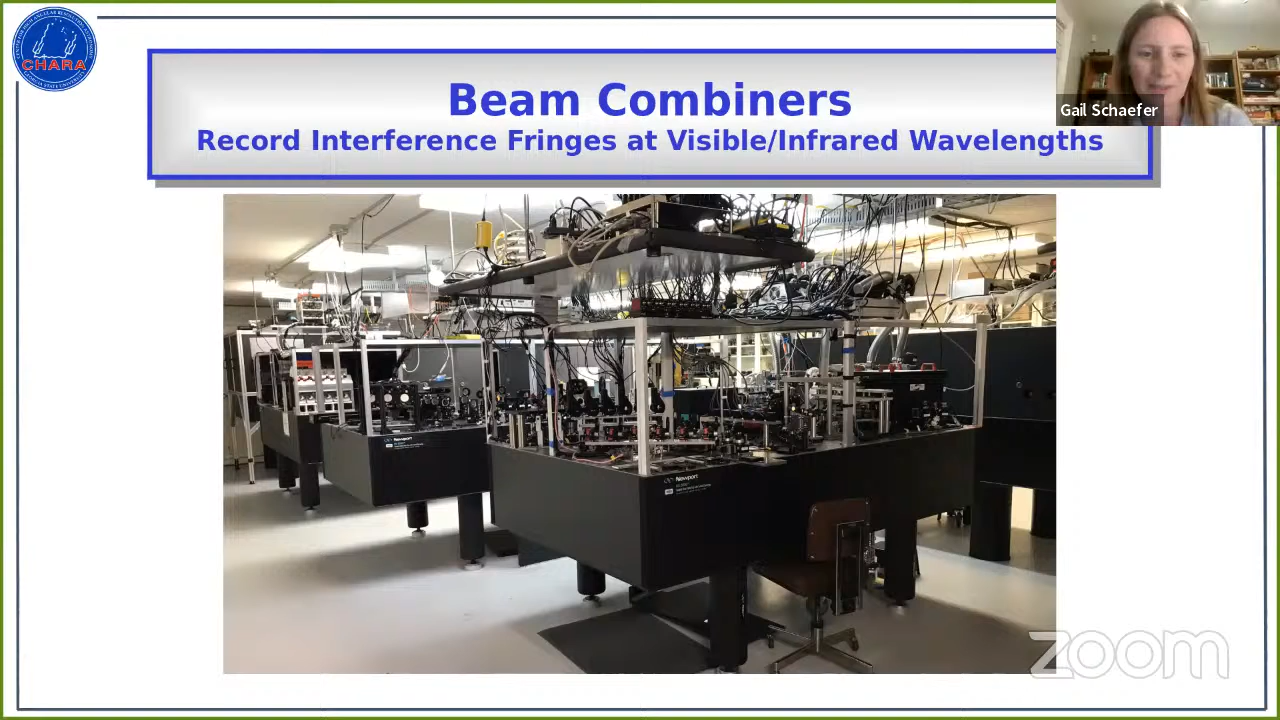 CHARA
Beam Combiners
Record Interference Fringes at Visible/Infrared Wavelengths
Gail Schaefer
Newport
Newport
zoom